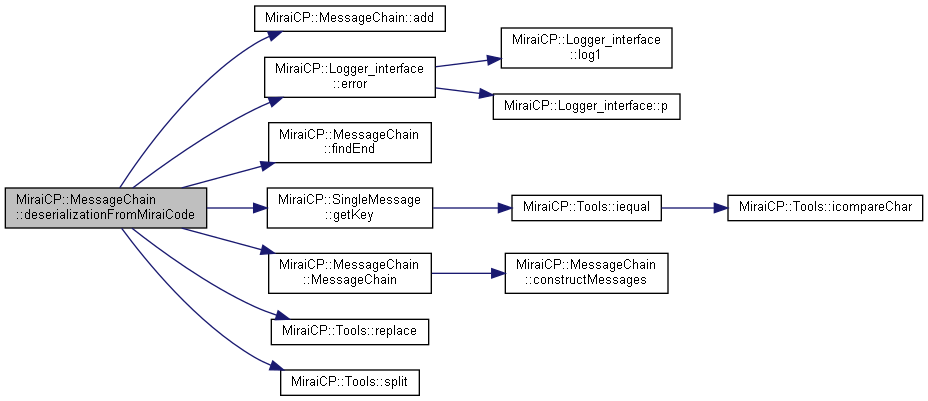 MiraiCP::MessageChain::add
MiraiCP::Logger_interface
::error
MiraiCP::Logger_interface
::log1
MiraiCP::Logger_interface::p
MiraiCP::MessageChain
::findEnd
MiraiCP::MessageChain
::deserializationFromMiraiCode
MiraiCP::SingleMessage
::getKey
MiraiCP::Tools::iequal
MiraiCP::Tools::icompareChar
MiraiCP::MessageChain
::MessageChain
MiraiCP::MessageChain
::constructMessages
MiraiCP::Tools::replace
MiraiCP::Tools::split